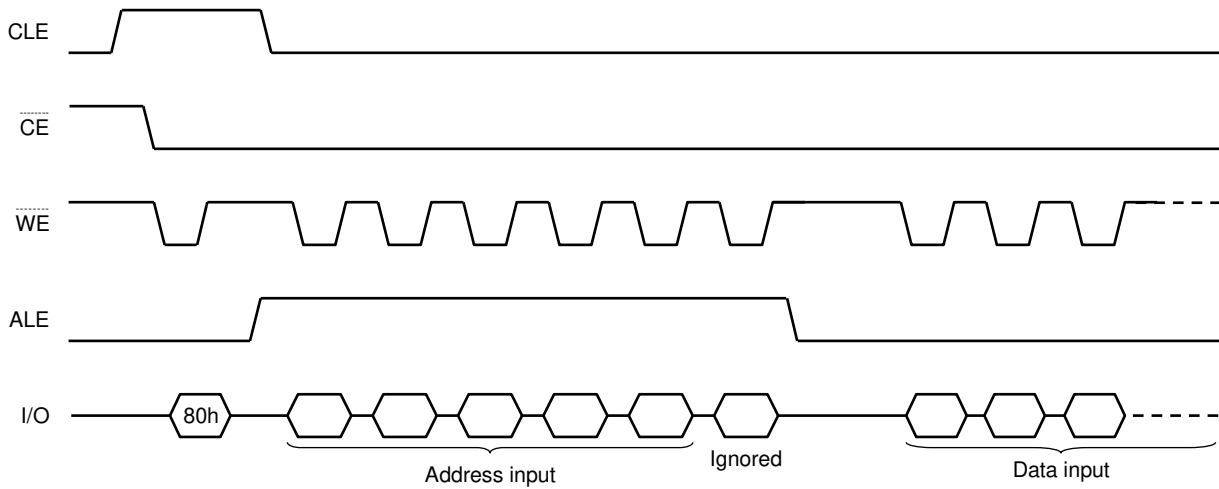 CLE
CE
WE
ALE
I/O
80h
Address input
Ignored
Data input